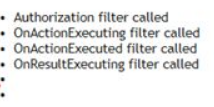 • Authorization filter called
• OnActionExecuting filter called
• OnActionExecuted filter called
• OnResultExecuting filter called
•
•